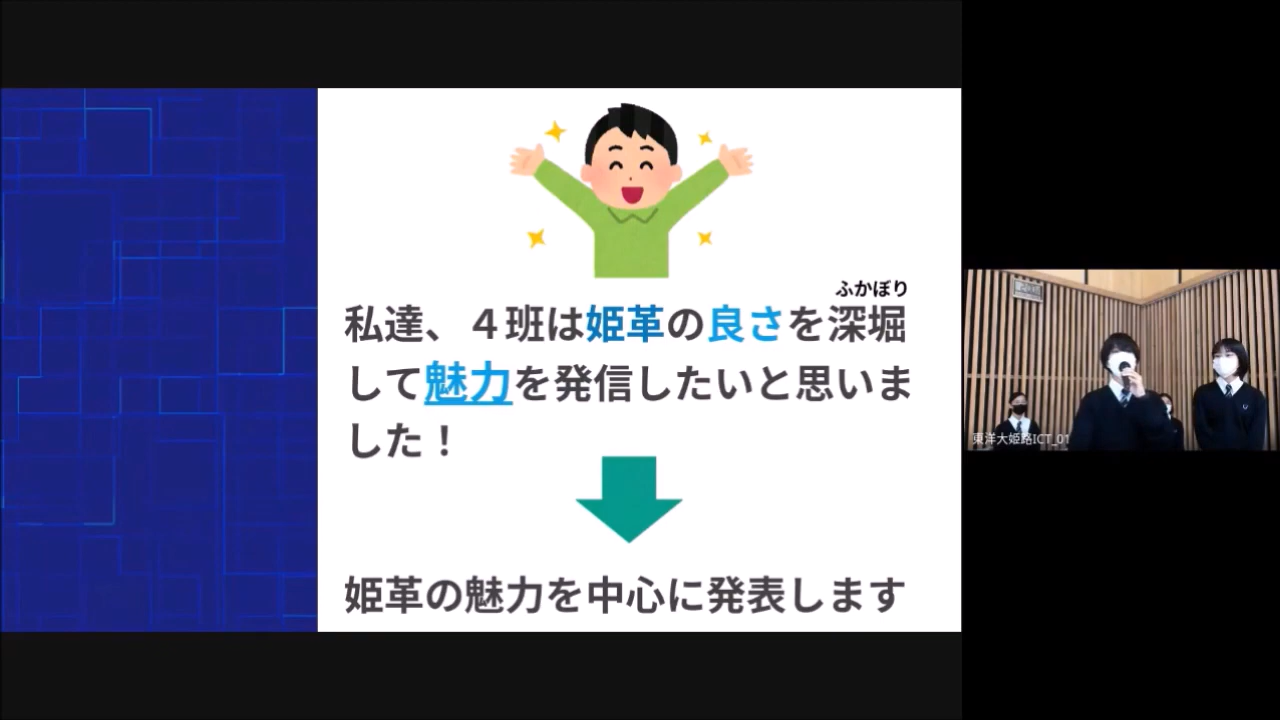 ふかぼり
私達、４班は姫革の良さを深堀
して魅力を発信したいと思いま
した！
姫革の魅力を中心に発表します
東洋大姫路ICT_01